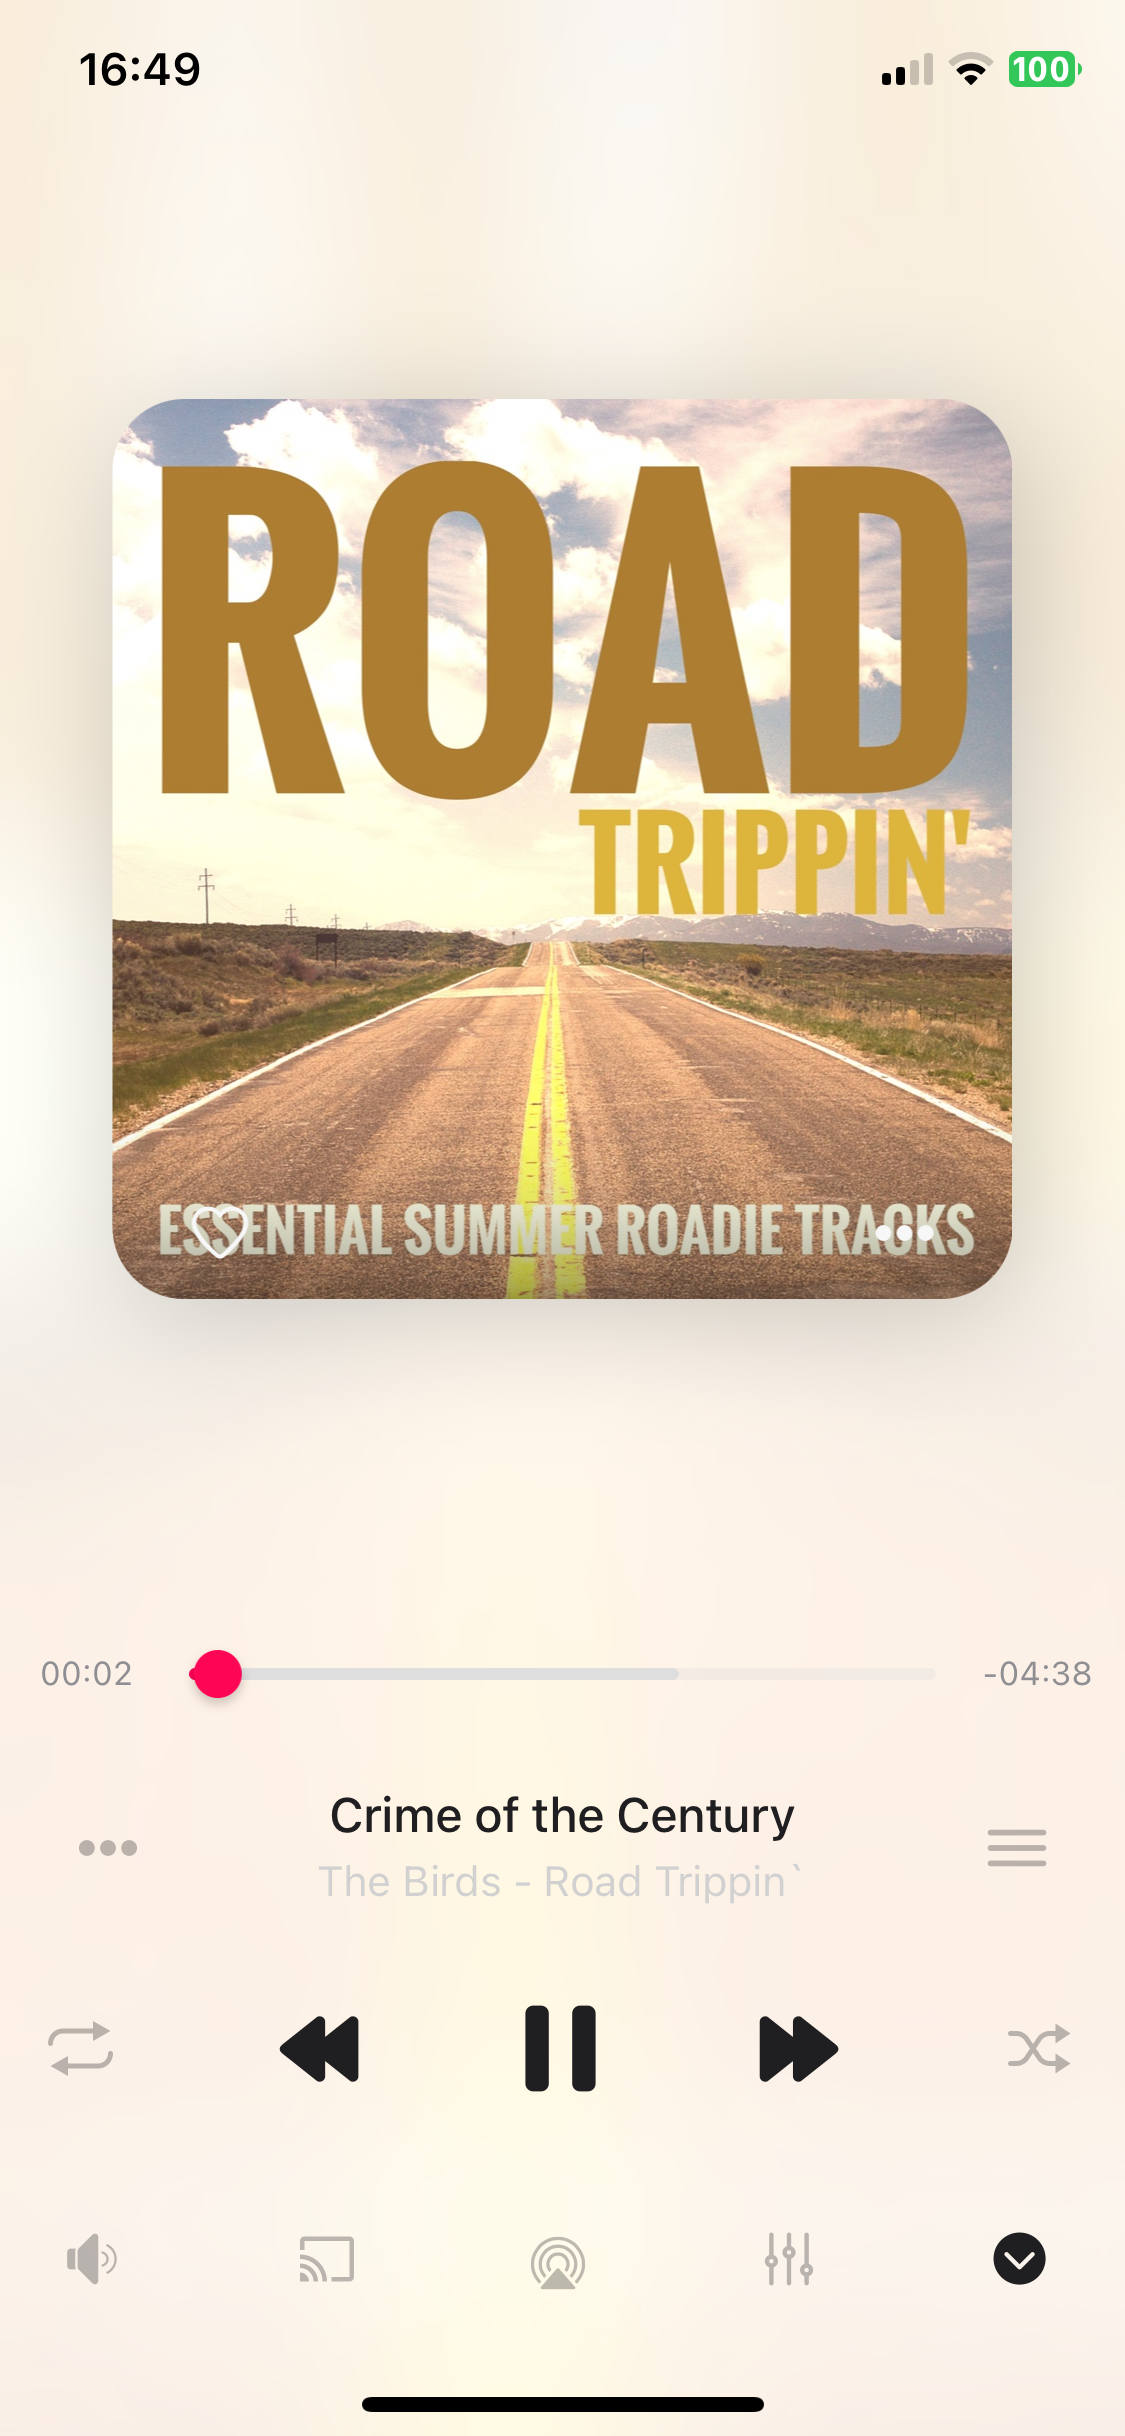 16:49
100
ROAD
TRIPPIN'
ESSENTIAL SUMMER ROADIE TRACKS
00:02
-04:38
Crime of the Century
The Birds - Road Trippin`